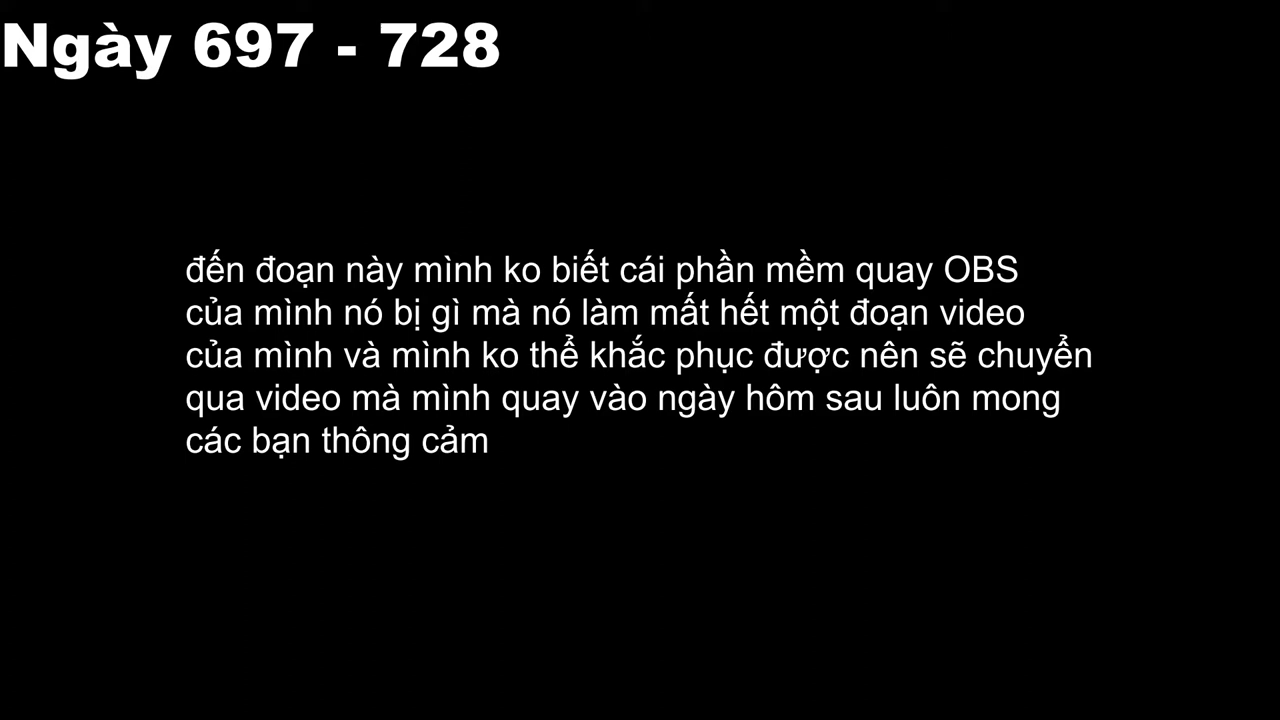 Ngày 697 - 728
đến đoạn này mình ko biết cái phần mềm quay OBS
của mình nó bị gì mà nó làm mất hết một đoạn video
của mình và mình ko thể khắc phục được nên sẽ chuyển
qua video mà mình quay vào ngày hôm sau luôn mong
các bạn thông cảm